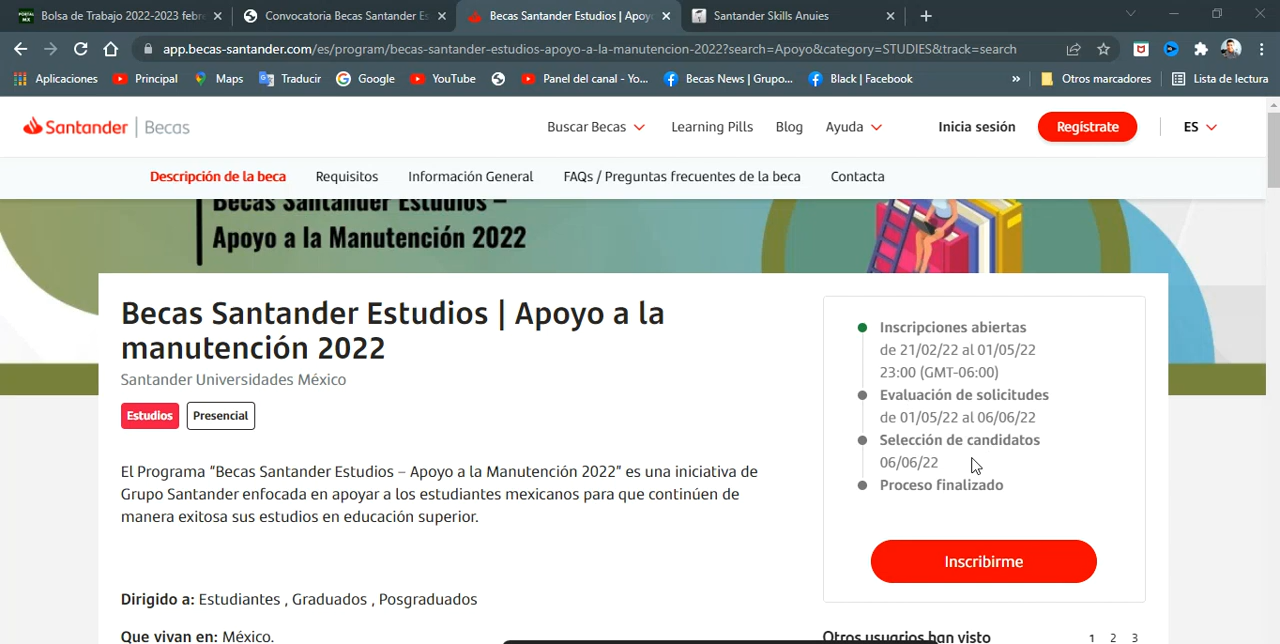 Bolsa de Trabajo 2022-2023 febre
Convocatoria Becas Santander Es
Becas Santander Estudios | Apoyo
Santander Skills Anuies
app.becas-santander.com/es/program/becas-santander-estudios-apoyo-a-la-manutencion-2022?search=Apoyo&category=STUDIES&track=search
Aplicaciones
Principal
Maps
Traducir
Google
YouTube
Panel del canal - Yo...
Becas News | Grupo...
Black | Facebook
»
Otros marcadores
Lista de lectura
Santander | Becas
Buscar Becas
Learning Pills
Blog
Ayuda
Inicia sesión
Regístrate
ES
Descripción de la beca
Requisitos
Información General
FAQs / Preguntas frecuentes de la beca
Contacta
Becas Santander Estudios –
Apoyo a la Manutención 2022
Becas Santander Estudios | Apoyo a la
manutención 2022
Santander Universidades México
Estudios
Presencial
El Programa “Becas Santander Estudios – Apoyo a la Manutención 2022” es una iniciativa de
Grupo Santander enfocada en apoyar a los estudiantes mexicanos para que continúen de
manera exitosa sus estudios en educación superior.
Dirigido a: Estudiantes , Graduados , Posgraduados
Que vivan en: México.
Inscripciones abiertas
de 21/02/22 al 01/05/22
23:00 (GMT-06:00)
Evaluación de solicitudes
de 01/05/22 al 06/06/22
Selección de candidatos
06/06/22
Proceso finalizado
Inscribirme
Otros usuarios han visto
1 2 3